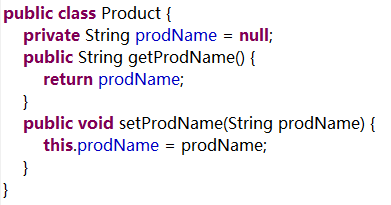 public class Product {
    private String prodName = null;
    public String getProdName() {
        return prodName;
    }
    public void setProdName(String prodName) {
        this.prodName = prodName;
    }
}